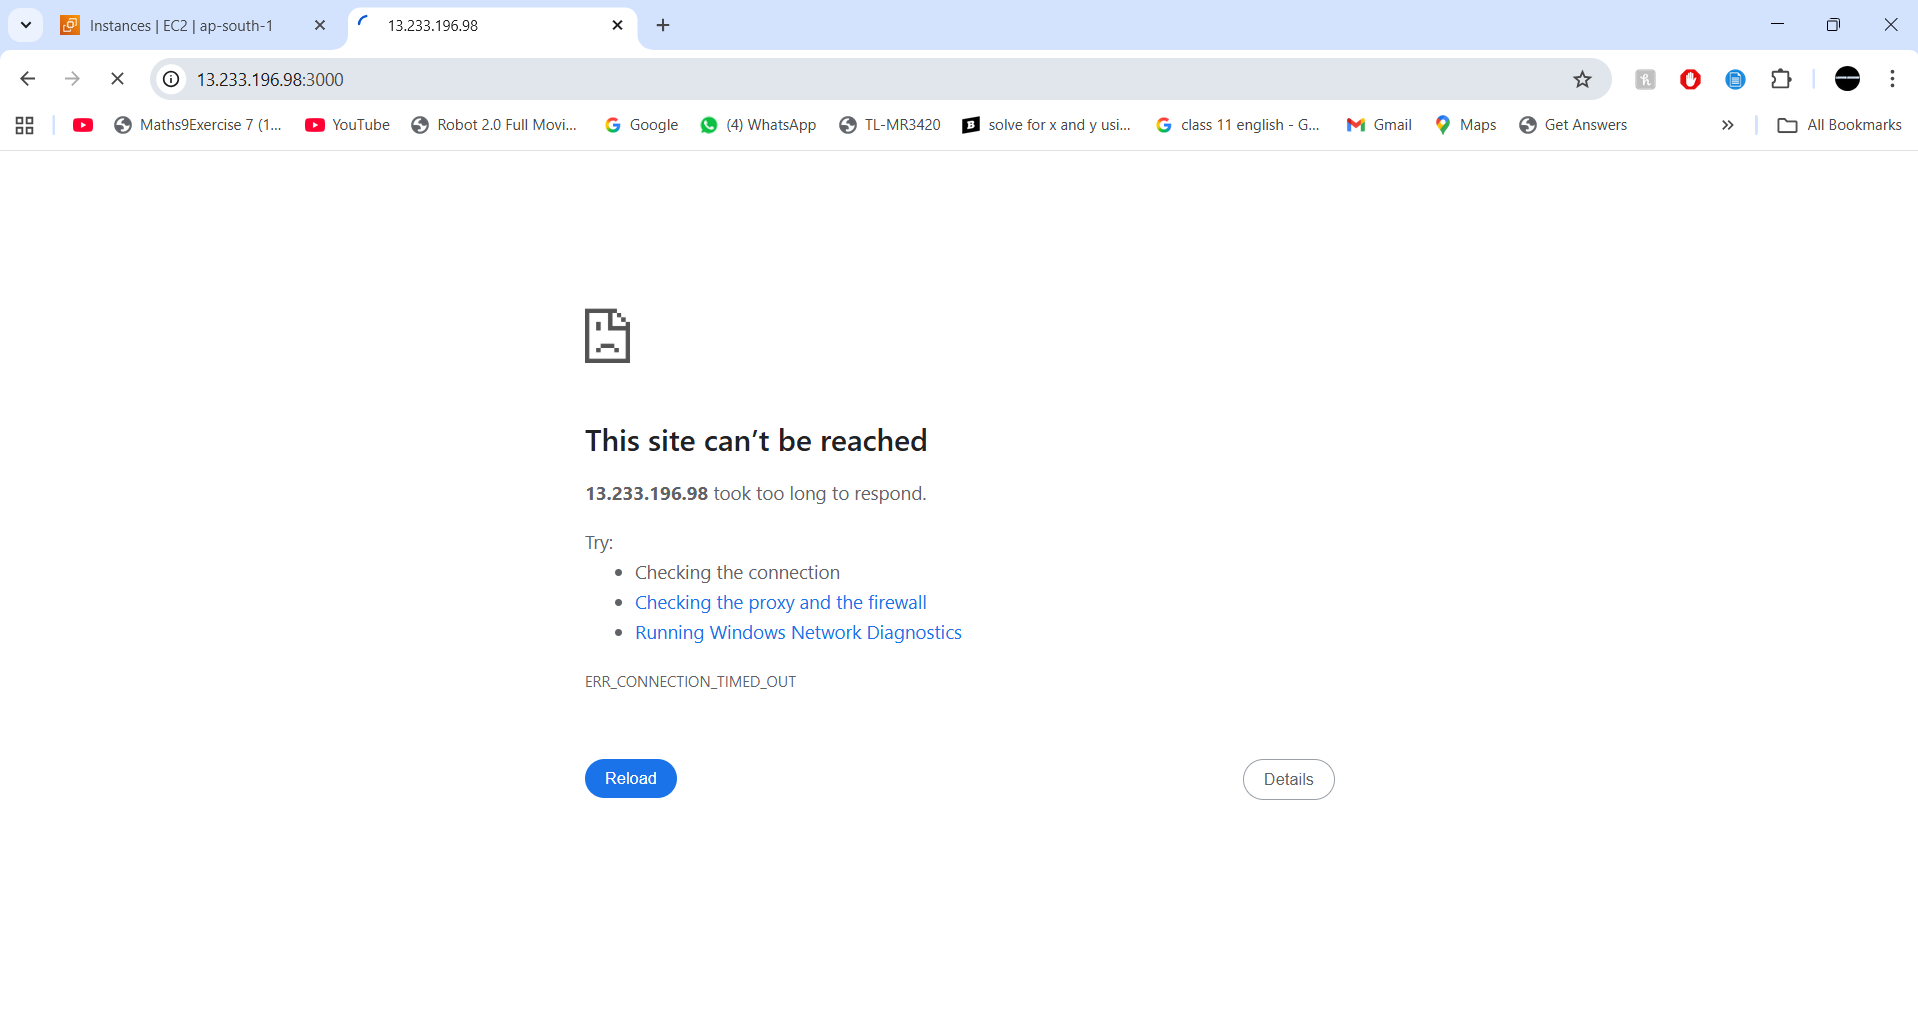 Instances | EC2 | ap-south-1
13.233.196.98
13.233.196.98:3000
Maths9Exercise 7 (1...
YouTube
Robot 2.0 Full Movi...
Google
(4) WhatsApp
TL-MR3420
solve for x and y usi...
class 11 english - G...
Gmail
Maps
Get Answers
All Bookmarks
This site can’t be reached
13.233.196.98 took too long to respond.
Try:
Checking the connection
Checking the proxy and the firewall
Running Windows Network Diagnostics
ERR_CONNECTION_TIMED_OUT
Reload
Details